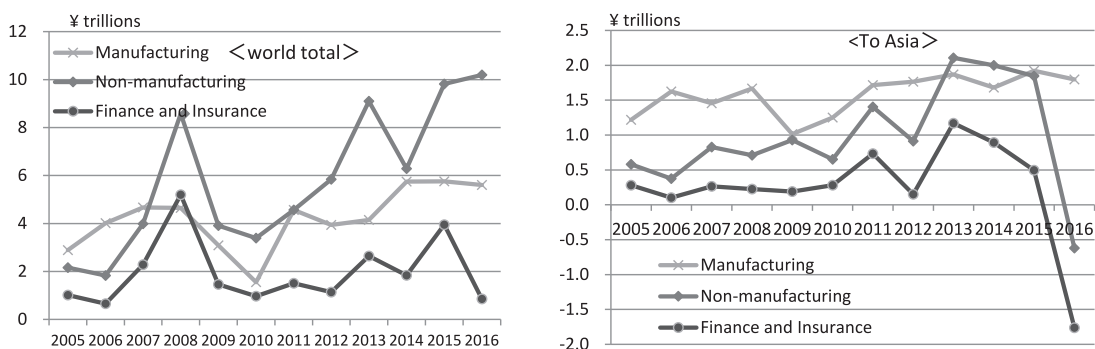 ¥ trillions
12
Manufacturing
＜world total＞
10
Non-manufacturing
Finance and Insurance
8
6
4
2
0
2005 2006 2007 2008 2009 2010 2011 2012 2013 2014 2015 2016
¥ trillions
2.5
<To Asia＞
2.0
1.5
1.0
0.5
0.0
2005 2006 2007 2008 2009 2010 2011 2012 2013 2014 2015 2016
-0.5
Manufacturing
-1.0
Non-manufacturing
-1.5
Finance and Insurance
-2.0